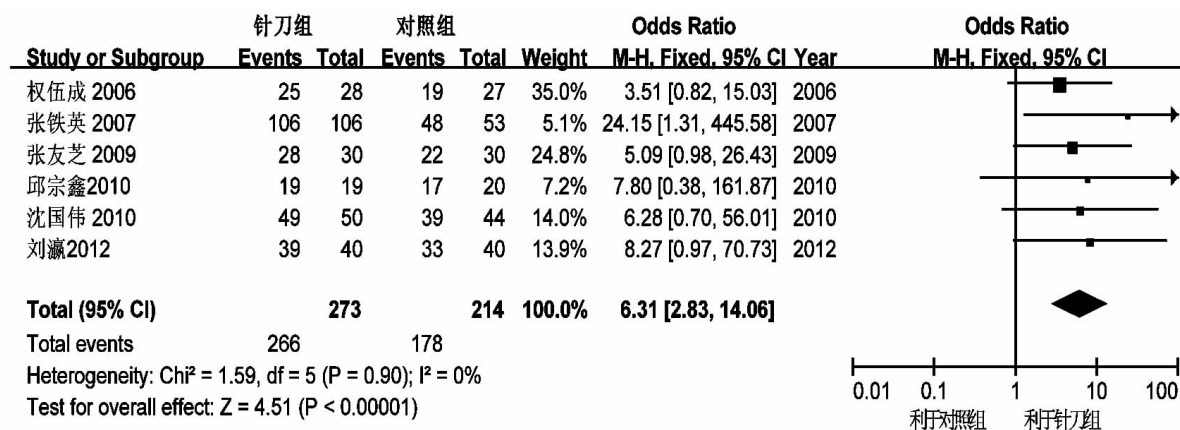 针刀组 对照组 Odds Ratio Odds Ratio
Study or Subgroup Events Total Events Total Weight M-H, Fixed, 95% CI Year M-H, Fixed, 95% CI
权伍成 2006 25 28 19 27 35.0% 3.51 [0.82, 15.03] 2006
张铁英 2007 106 106 48 53 5.1% 24.15 [1.31, 445.58] 2007
张友芝 2009 28 30 22 30 24.8% 5.09 [0.98, 26.43] 2009
邱宗鑫2010 19 19 17 20 7.2% 7.80 [0.38, 161.87] 2010
沈国伟 2010 49 50 39 44 14.0% 6.28 [0.70, 56.01] 2010
刘瀛2012 39 40 33 40 13.9% 8.27 [0.97, 70.73] 2012
Total (95% CI) 273 214 100.0% 6.31 [2.83, 14.06]
Total events 266 178
Heterogeneity: Chi² = 1.59, df = 5 (P = 0.90); I² = 0%
Test for overall effect: Z = 4.51 (P < 0.00001)
0.01 0.1 1 10 100
利于对照组 利于针刀组